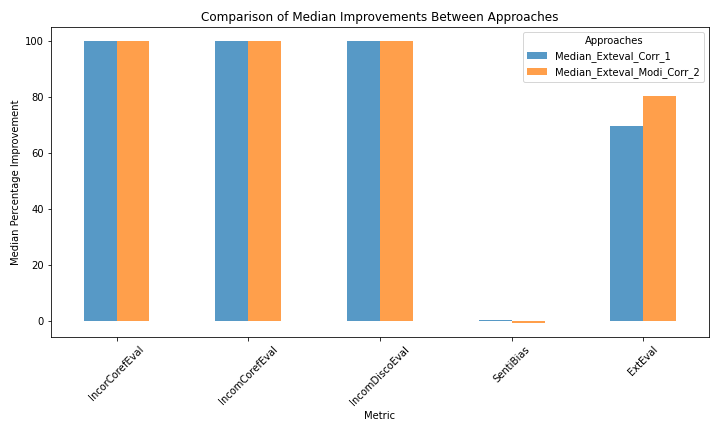 Comparison of Median Improvements Between Approaches
Approaches
Median_Exteval_Corr_1
Median_Exteval_Modi_Corr_2
Median Percentage Improvement
100
80
60
40
20
0
IncorCorefEval
IncomCorefEval
IncomDiscoEval
SentiBias
ExtEval
Metric